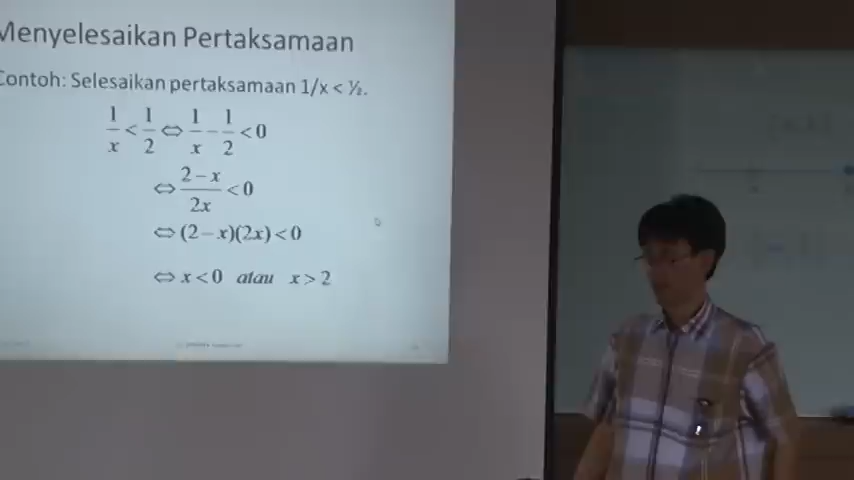 Menyelesaikan Pertaksamaan
Contoh: Selesaikan pertaksamaan 1/x < ½.
1/x < 1/2 ⇔ 1/x − 1/2 < 0
⇔ (2 − x)/(2x) < 0
⇔ (2 − x)(2x) < 0
⇔ x < 0 atau x > 2